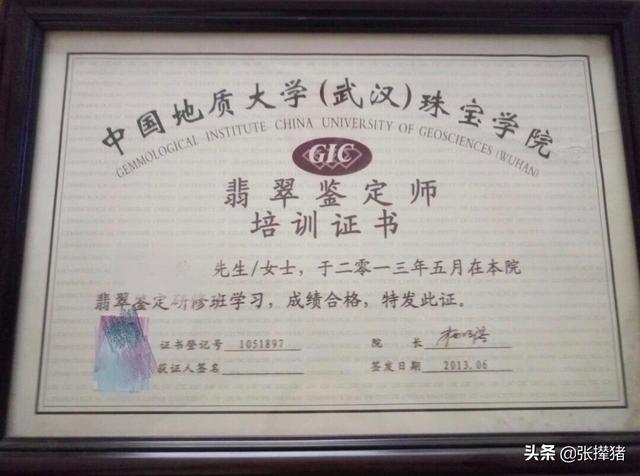 中国地质大学(武汉)珠宝学院
GEMMOLOGICAL INSTITUTE CHINA UNIVERSITY OF GEOSCIENCES (WUHAN)
GIC
翡翠鉴定师
培训证书
先生/女士，于二零一三年五月在本院
翡翠鉴定研修班学习，成绩合格，特发此证。
证书登记号 1051897 院 长
获证人签名 签发日期 2013.06
头条 @张撵猪